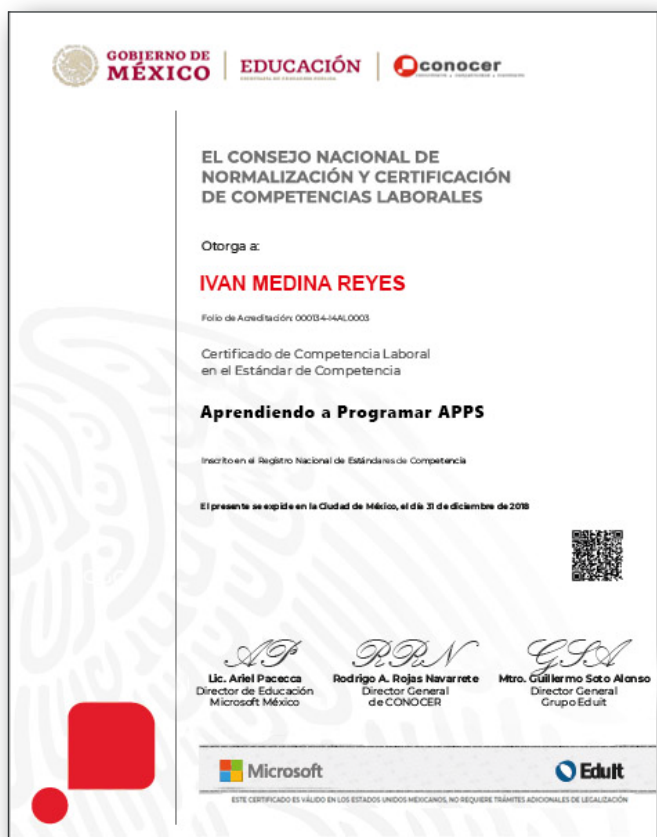 GOBIERNO DE
MÉXICO
EDUCACIÓN
conocer
EL CONSEJO NACIONAL DE
NORMALIZACIÓN Y CERTIFICACIÓN
DE COMPETENCIAS LABORALES
Otorga a:
IVAN MEDINA REYES
Folio de Acreditación: 000134-14AL0003
Certificado de Competencia Laboral
en el Estándar de Competencia
Aprendiendo a Programar APPS
Inscrito en el Registro Nacional de Estándares de Competencia
El presente se expide en la Ciudad de México, el día 31 de diciembre de 2018
AP RRN GSA
Lic. Ariel Pacecca Rodrigo A. Rojas Navarrete Mtro. Guillermo Soto Alonso
Director de Educación Director General Director General
Microsoft México de CONOCER Grupo Eduit
Microsoft EduIt
ESTE CERTIFICADO ES VÁLIDO EN LOS ESTADOS UNIDOS MEXICANOS, NO REQUIERE TRÁMITES ADICIONALES DE LEGALIZACIÓN